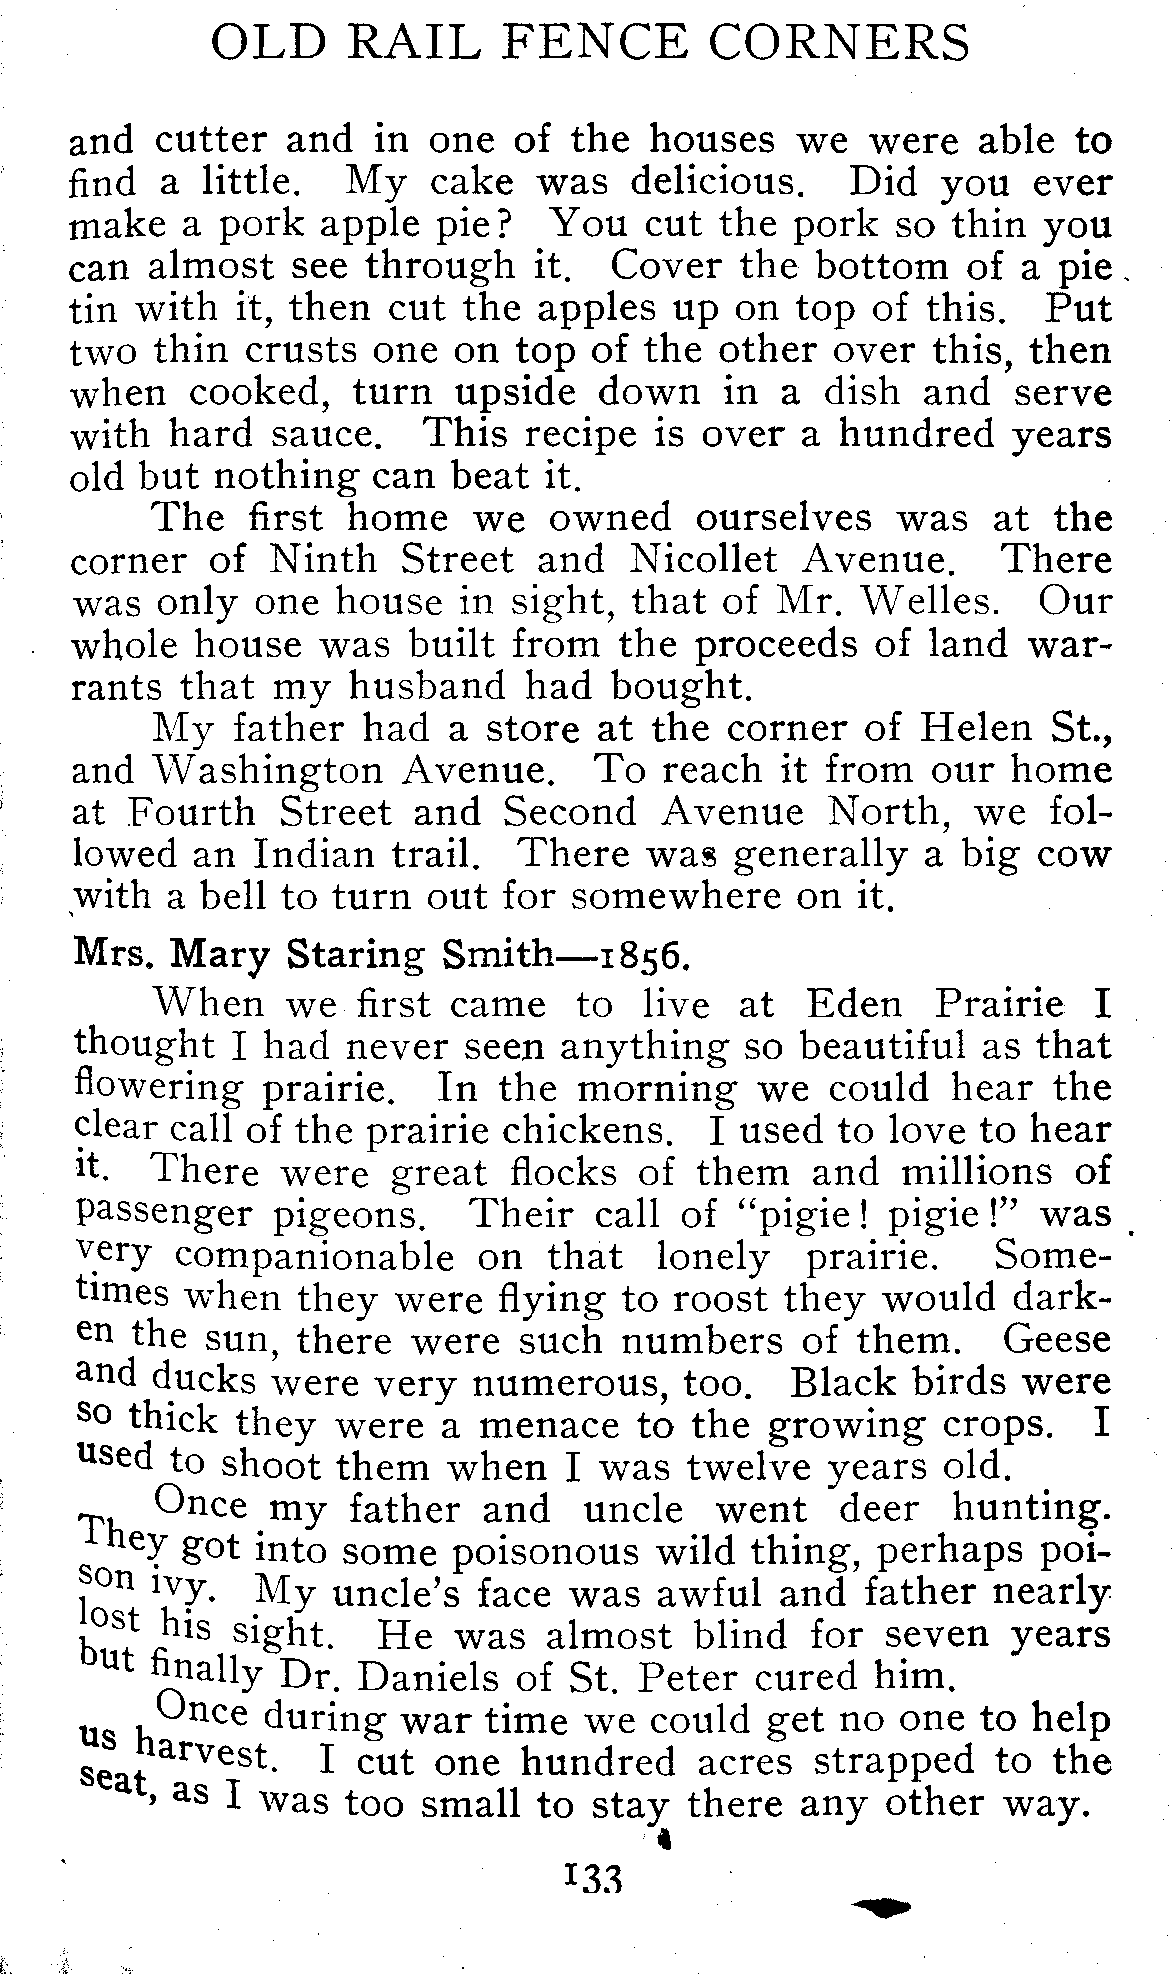 OLD RAIL FENCE CORNERS
and cutter and in one of the houses we were able to
find a little. My cake was delicious. Did you ever
make a pork apple pie? You cut the pork so thin you
can almost see through it. Cover the bottom of a pie
tin with it, then cut the apples up on top of this. Put
two thin crusts one on top of the other over this, then
when cooked, turn upside down in a dish and serve
with hard sauce. This recipe is over a hundred years
old but nothing can beat it.
The first home we owned ourselves was at the
corner of Ninth Street and Nicollet Avenue. There
was only one house in sight, that of Mr. Welles. Our
whole house was built from the proceeds of land war-
rants that my husband had bought.
My father had a store at the corner of Helen St.,
and Washington Avenue. To reach it from our home
at Fourth Street and Second Avenue North, we fol-
lowed an Indian trail. There was generally a big cow
with a bell to turn out for somewhere on it.
Mrs. Mary Staring Smith—1856.
When we first came to live at Eden Prairie I
thought I had never seen anything so beautiful as that
flowering prairie. In the morning we could hear the
clear call of the prairie chickens. I used to love to hear
it. There were great flocks of them and millions of
passenger pigeons. Their call of "pigie! pigie!" was
very companionable on that lonely prairie. Some-
times when they were flying to roost they would dark-
en the sun, there were such numbers of them. Geese
and ducks were very numerous, too. Black birds were
so thick they were a menace to the growing crops. I
used to shoot them when I was twelve years old.
Once my father and uncle went deer hunting.
They got into some poisonous wild thing, perhaps poi-
son ivy. My uncle's face was awful and father nearly
lost his sight. He was almost blind for seven years
but finally Dr. Daniels of St. Peter cured him.
Once during war time we could get no one to help
us harvest. I cut one hundred acres strapped to the
seat, as I was too small to stay there any other way.
133